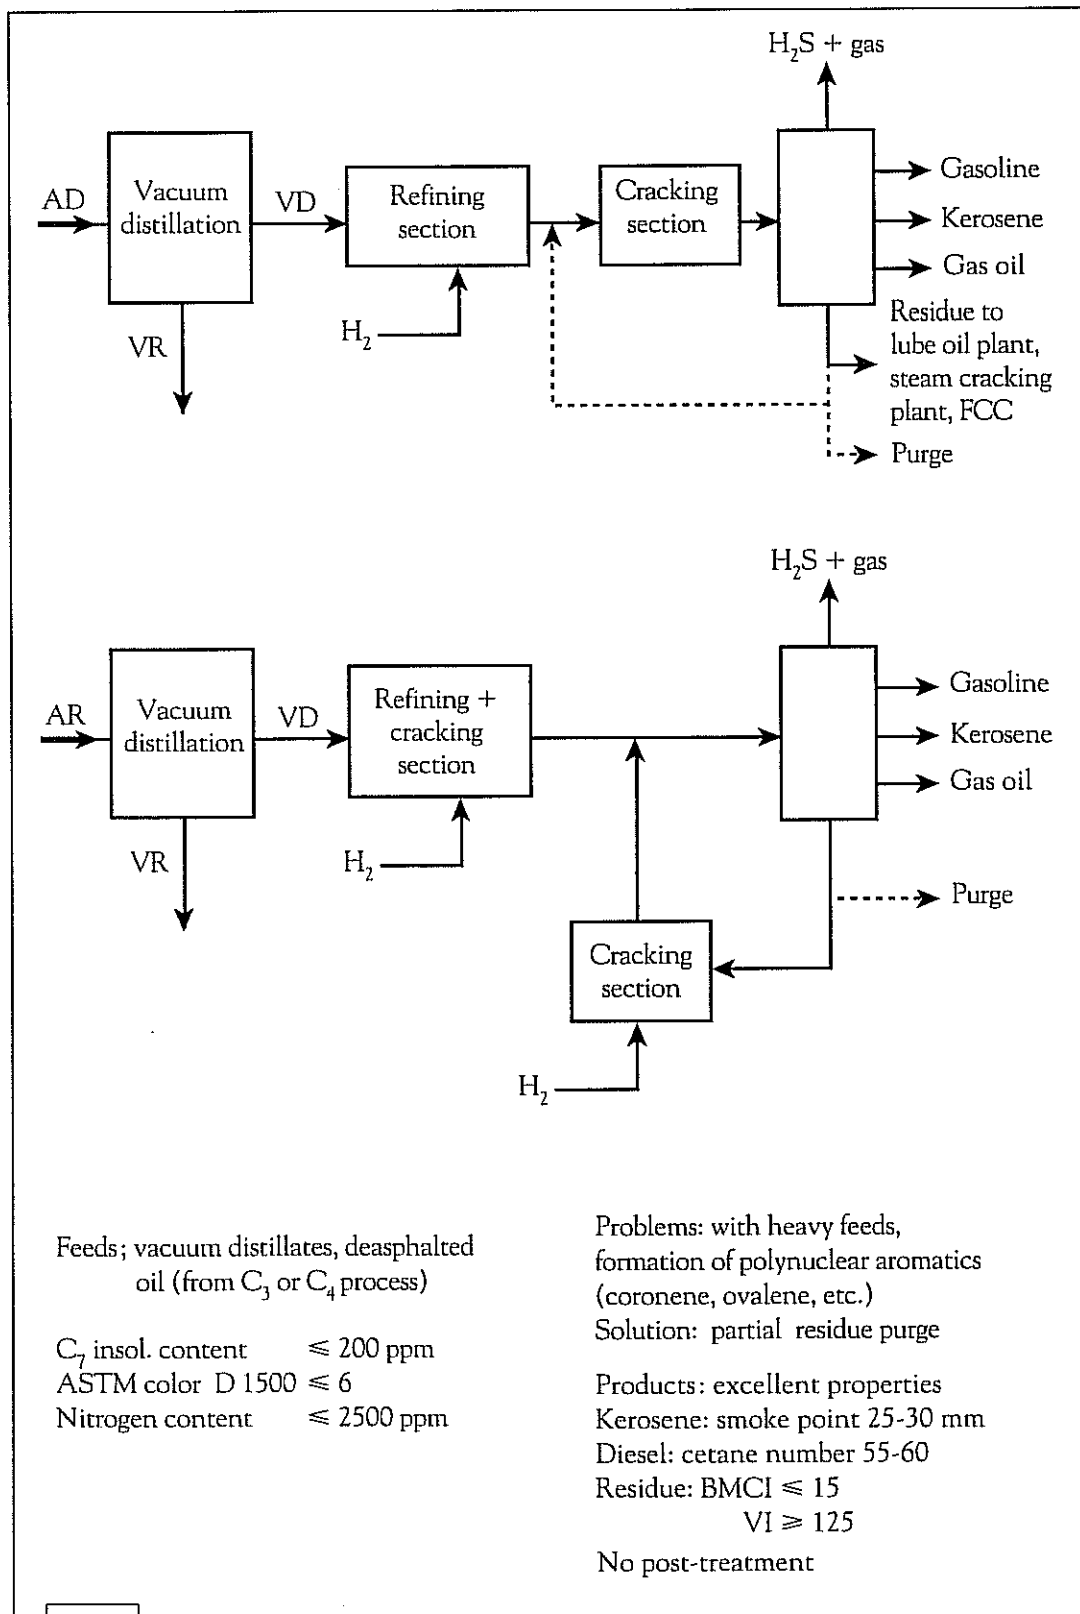 H₂S + gas
AD
Vacuum
distillation
VD
Refining
section
Cracking
section
Gasoline
Kerosene
Gas oil
VR
H₂
Residue to
lube oil plant,
steam cracking
plant, FCC
Purge
H₂S + gas
AR
Vacuum
distillation
VD
Refining +
cracking
section
Gasoline
Kerosene
Gas oil
VR
H₂
Purge
Cracking
section
H₂
Feeds; vacuum distillates, deasphalted
oil (from C₃ or C₄ process)
C₇ insol. content ⩽ 200 ppm
ASTM color D 1500 ⩽ 6
Nitrogen content ⩽ 2500 ppm
Problems: with heavy feeds,
formation of polynuclear aromatics
(coronene, ovalene, etc.)
Solution: partial residue purge
Products: excellent properties
Kerosene: smoke point 25-30 mm
Diesel: cetane number 55-60
Residue: BMCI ⩽ 15
VI ⩾ 125
No post-treatment